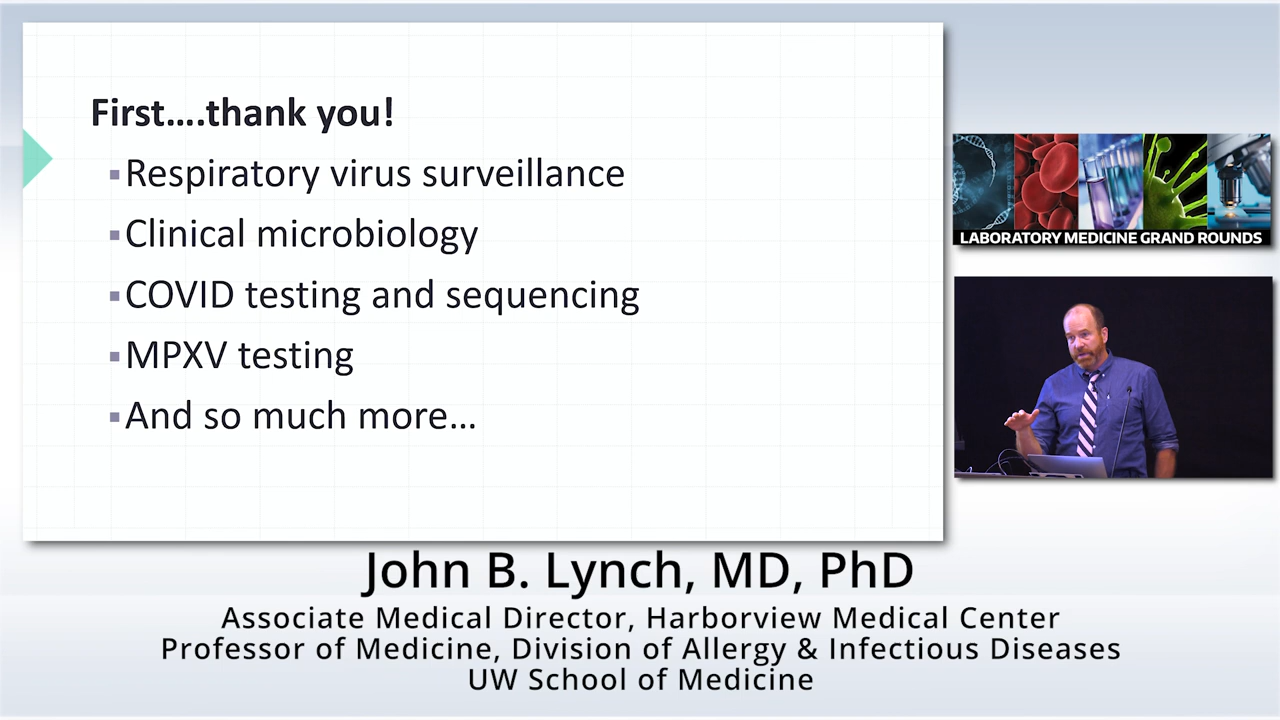 First....thank you!
▪Respiratory virus surveillance
▪Clinical microbiology
▪COVID testing and sequencing
▪MPXV testing
▪And so much more...
LABORATORY MEDICINE GRAND ROUNDS
John B. Lynch, MD, PhD
Associate Medical Director, Harborview Medical Center
Professor of Medicine, Division of Allergy & Infectious Diseases
UW School of Medicine